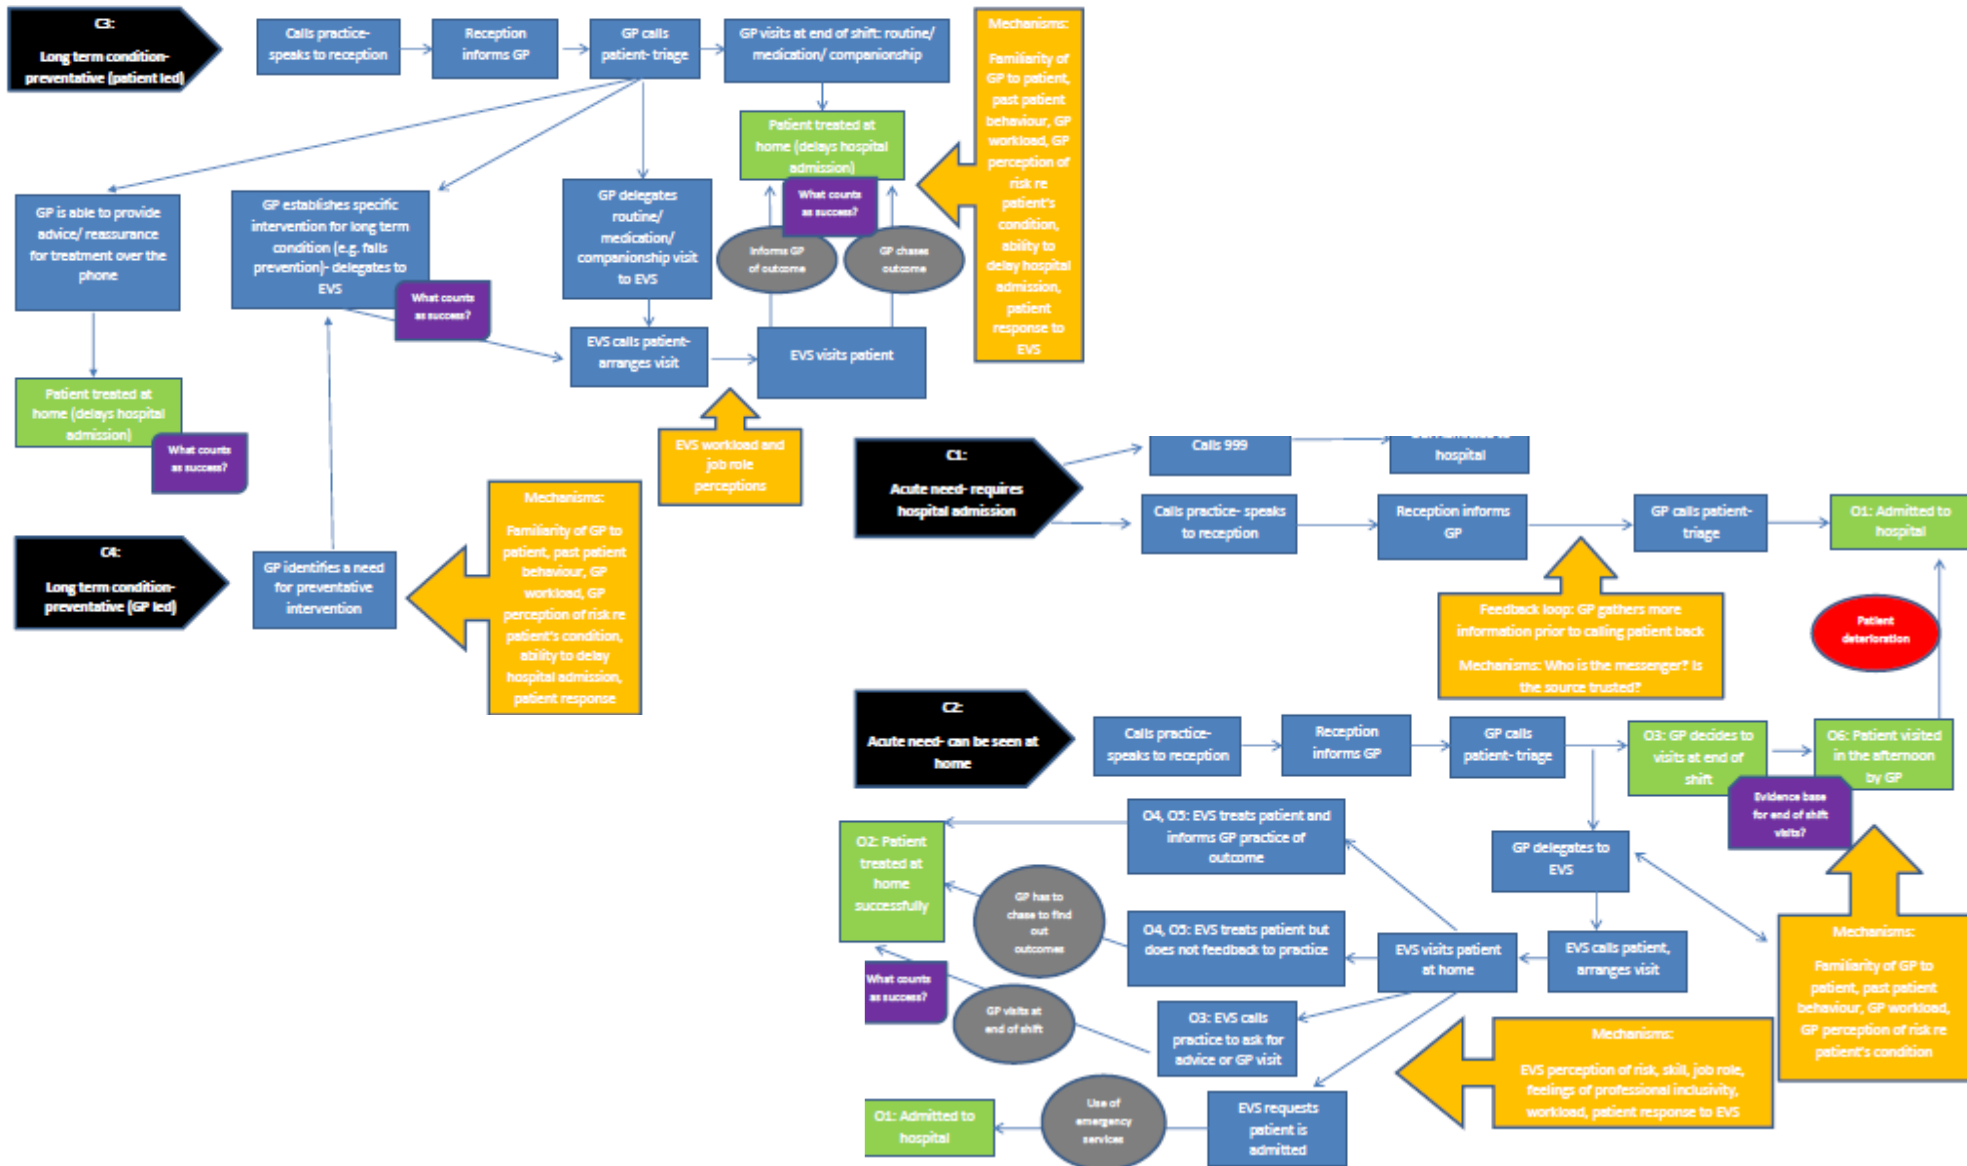 C3:
Long term condition-
preventative (patient led)
Calls practice-
speaks to reception
Reception
informs GP
GP calls
patient- triage
GP visits at end of shift: routine/
medication/ companionship
Mechanisms:
Familiarity of
GP to patient,
past patient
behaviour, GP
workload, GP
perception of
risk re
patient's
condition,
ability to
delay hospital
admission,
patient
response to
EVS
Patient treated at
home (delays hospital
admission)
What counts
as success?
Informs GP
of outcome
GP chases
outcome
GP is able to provide
advice/ reassurance
for treatment over the
phone
GP establishes specific
intervention for long term
condition (e.g. falls
prevention)- delegates to
EVS
What counts
as success?
GP delegates
routine/
medication/
companionship visit
to EVS
EVS calls patient-
arranges visit
EVS visits patient
Patient treated at
home (delays hospital
admission)
What counts
as success?
EVS workload and
job role
perceptions
C4:
Long term condition-
preventative (GP led)
GP identifies a need
for preventative
intervention
Mechanisms:
Familiarity of GP to
patient, past patient
behaviour, GP
workload, GP
perception of risk re
patient's condition,
ability to delay
hospital admission,
patient response
C1:
Acute need- requires
hospital admission
Calls 999
hospital
Calls practice- speaks
to reception
Reception informs
GP
GP calls patient-
triage
O1: Admitted to
hospital
Feedback loop: GP gathers more
information prior to calling patient back
Mechanisms: Who is the messenger? Is
the source trusted?
Patient
deterioration
C2:
Acute need- can be seen at
home
Calls practice-
speaks to reception
Reception
informs GP
GP calls
patient- triage
O3: GP decides to
visits at end of
shift
O6: Patient visited
in the afternoon
by GP
Evidence base
for end of shift
visits?
GP delegates to
EVS
EVS calls patient,
arranges visit
EVS visits patient
at home
O4, O5: EVS treats patient and
informs GP practice of
outcome
O4, O5: EVS treats patient but
does not feedback to practice
O3: EVS calls
practice to ask for
advice or GP visit
EVS requests
patient is
admitted
O2: Patient
treated at
home
successfully
GP has to
chase to find
out
outcomes
What counts
as success?
GP visits at
end of shift
Use of
emergency
services
O1: Admitted to
hospital
Mechanisms:
EVS perception of risk, skill, job role,
feelings of professional inclusivity,
workload, patient response to EVS
Mechanisms:
Familiarity of GP to
patient, past patient
behaviour, GP workload,
GP perception of risk re
patient's condition